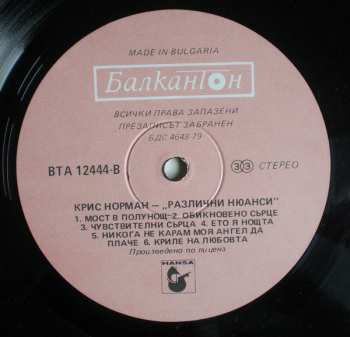 MADE IN BULGARIA
Балкантон
ВСИЧКИ ПРАВА ЗАПАЗЕНИ
ПРЕЗАПИСЪТ ЗАБРАНЕН
БДС 4648-79
ВТА 12444-В
33 СТЕРЕО
КРИС НОРМАН – „РАЗЛИЧНИ НЮАНСИ"
1. МОСТ В ПОЛУНОЩ-2. ОБИКНОВЕНО СЪРЦЕ
3. ЧУВСТВИТЕЛНИ СЪРЦА 4. ЕТО Я НОЩТА
5. НИКОГА НЕ КАРАМ МОЯ АНГЕЛ ДА
ПЛАЧЕ 6. КРИЛЕ НА ЛЮБОВТА
Произведено по лиценз
HANSA